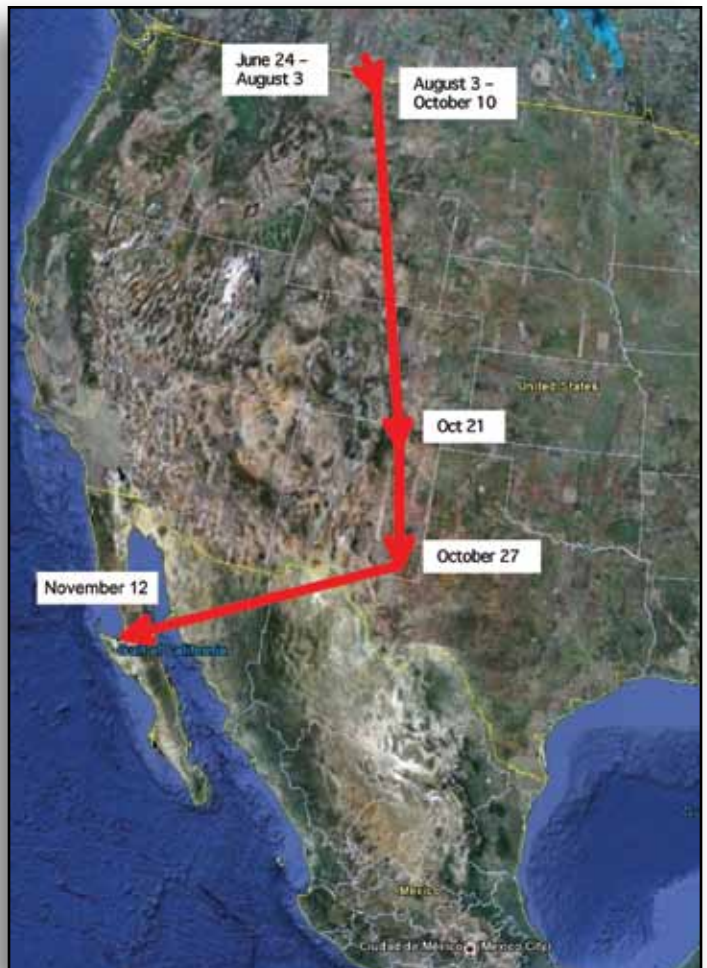 June 24 –
August 3
August 3 –
October 10
United States
Oct 21
October 27
November 12
Gulf of California
México
Ciudad de México (Mexico City)